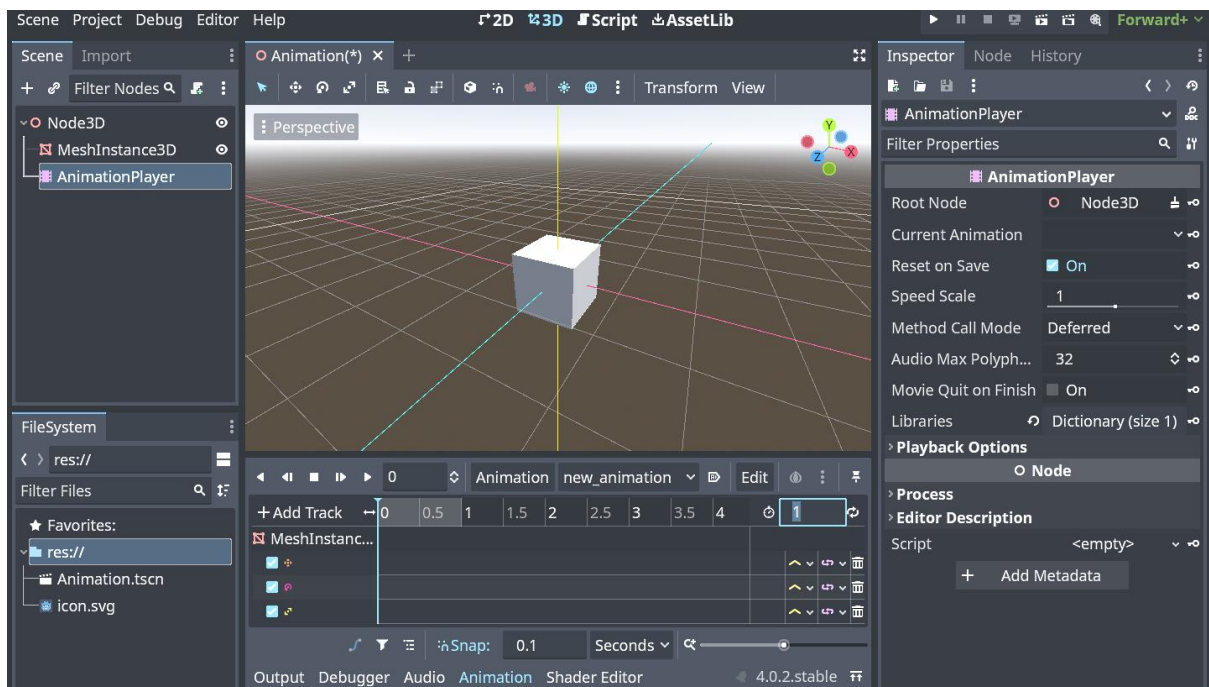 Scene Project Debug Editor Help 2D 3D Script AssetLib Forward+
Scene Import
Animation(*)
Inspector Node History
Filter Nodes
Transform View
Node3D
MeshInstance3D
AnimationPlayer
Perspective
Y
X
Z
AnimationPlayer
Filter Properties
AnimationPlayer
Root Node Node3D
Current Animation
Reset on Save On
Speed Scale 1
Method Call Mode Deferred
Audio Max Polyph... 32
Movie Quit on Finish On
Libraries Dictionary (size 1)
Playback Options
Node
Process
Editor Description
Script <empty>
+ Add Metadata
FileSystem
res://
Filter Files
Favorites:
res://
Animation.tscn
icon.svg
0 Animation new_animation Edit
+ Add Track 0 0.5 1 1.5 2 2.5 3 3.5 4 1
MeshInstanc...
Snap: 0.1 Seconds
Output Debugger Audio Animation Shader Editor 4.0.2.stable